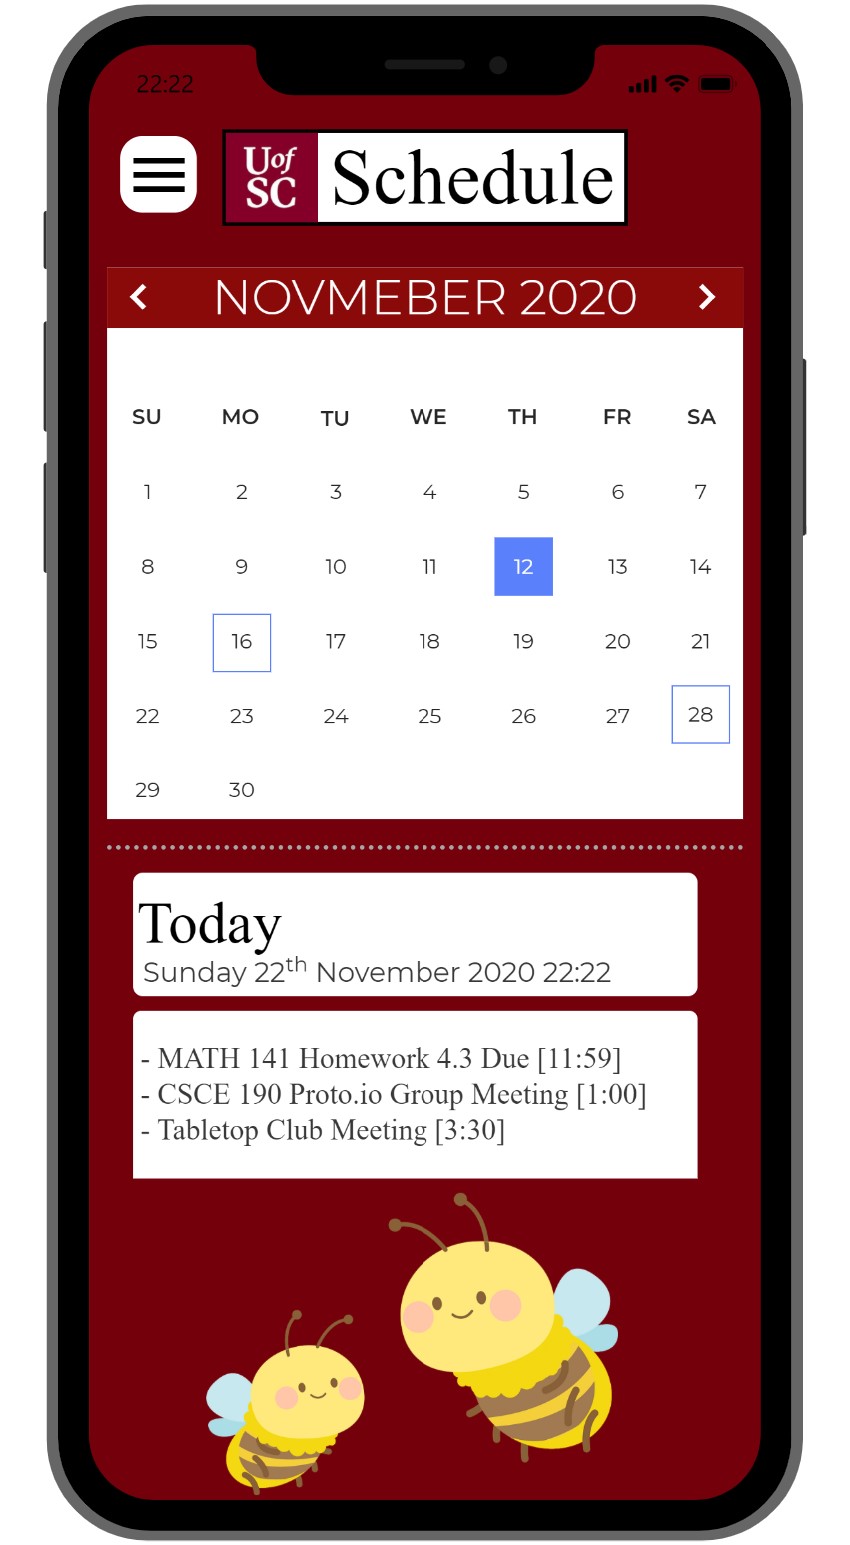 22:22
Uof
SC
Schedule
NOVMEBER 2020
SU MO TU WE TH FR SA
1 2 3 4 5 6 7
8 9 10 11 12 13 14
15 16 17 18 19 20 21
22 23 24 25 26 27 28
29 30
Today
Sunday 22th November 2020 22:22
- MATH 141 Homework 4.3 Due [11:59]
- CSCE 190 Proto.io Group Meeting [1:00]
- Tabletop Club Meeting [3:30]